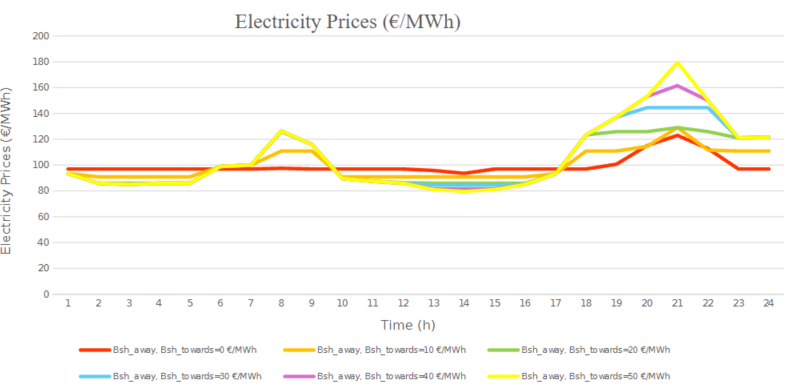 Electricity Prices (€/MWh)
Electricity Prices (€/MWh)
200
180
160
140
120
100
80
60
40
20
0
1 2 3 4 5 6 7 8 9 10 11 12 13 14 15 16 17 18 19 20 21 22 23 24
Time (h)
Bsh_away, Bsh_towards=0 €/MWh Bsh_away, Bsh_towards=10 €/MWh Bsh_away, Bsh_towards=20 €/MWh
Bsh_away, Bsh_towards=30 €/MWh Bsh_away, Bsh_towards=40 €/MWh Bsh_away, Bsh_towards=50 €/MWh